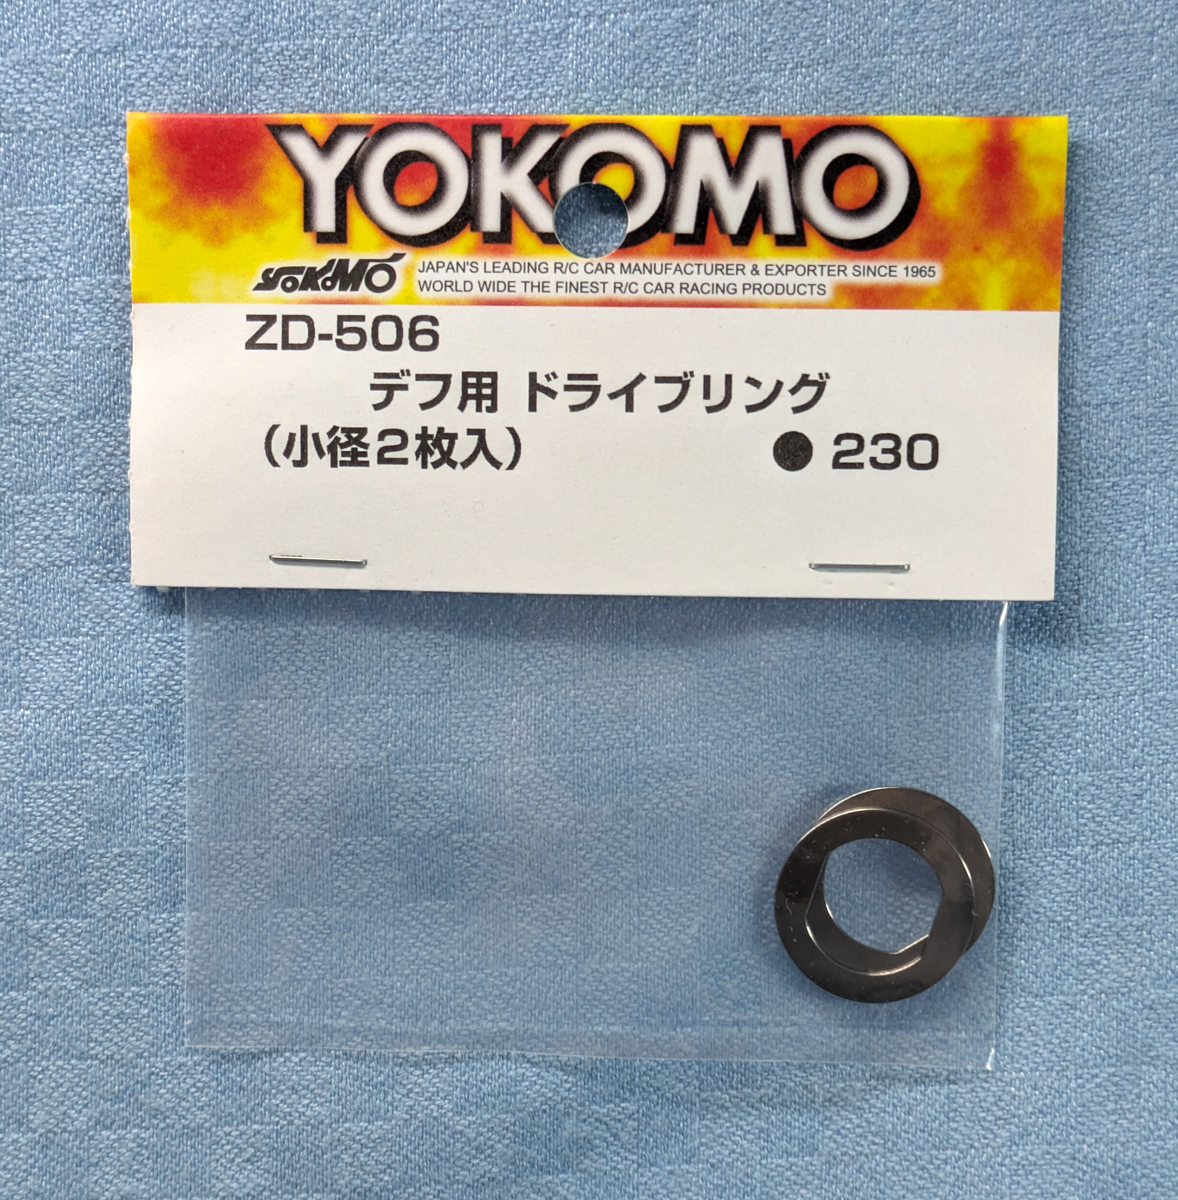 YOKOMO
YOKOMO JAPAN'S LEADING R/C CAR MANUFACTURER & EXPORTER SINCE 1965
WORLD WIDE THE FINEST R/C CAR RACING PRODUCTS
ZD-506
デフ用 ドライブリング
(小径2枚入) ● 230